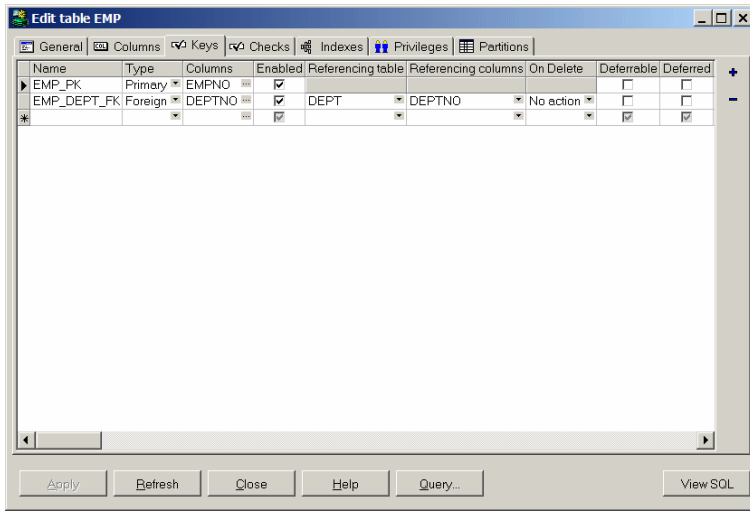 Edit table EMP
General Columns Keys Checks Indexes Privileges Partitions
Name Type Columns Enabled Referencing table Referencing columns On Delete Deferrable Deferred
EMP_PK Primary EMPNO ...
EMP_DEPT_FK Foreign DEPTNO ... DEPT DEPTNO No action
...
Apply Refresh Close Help Query... View SQL